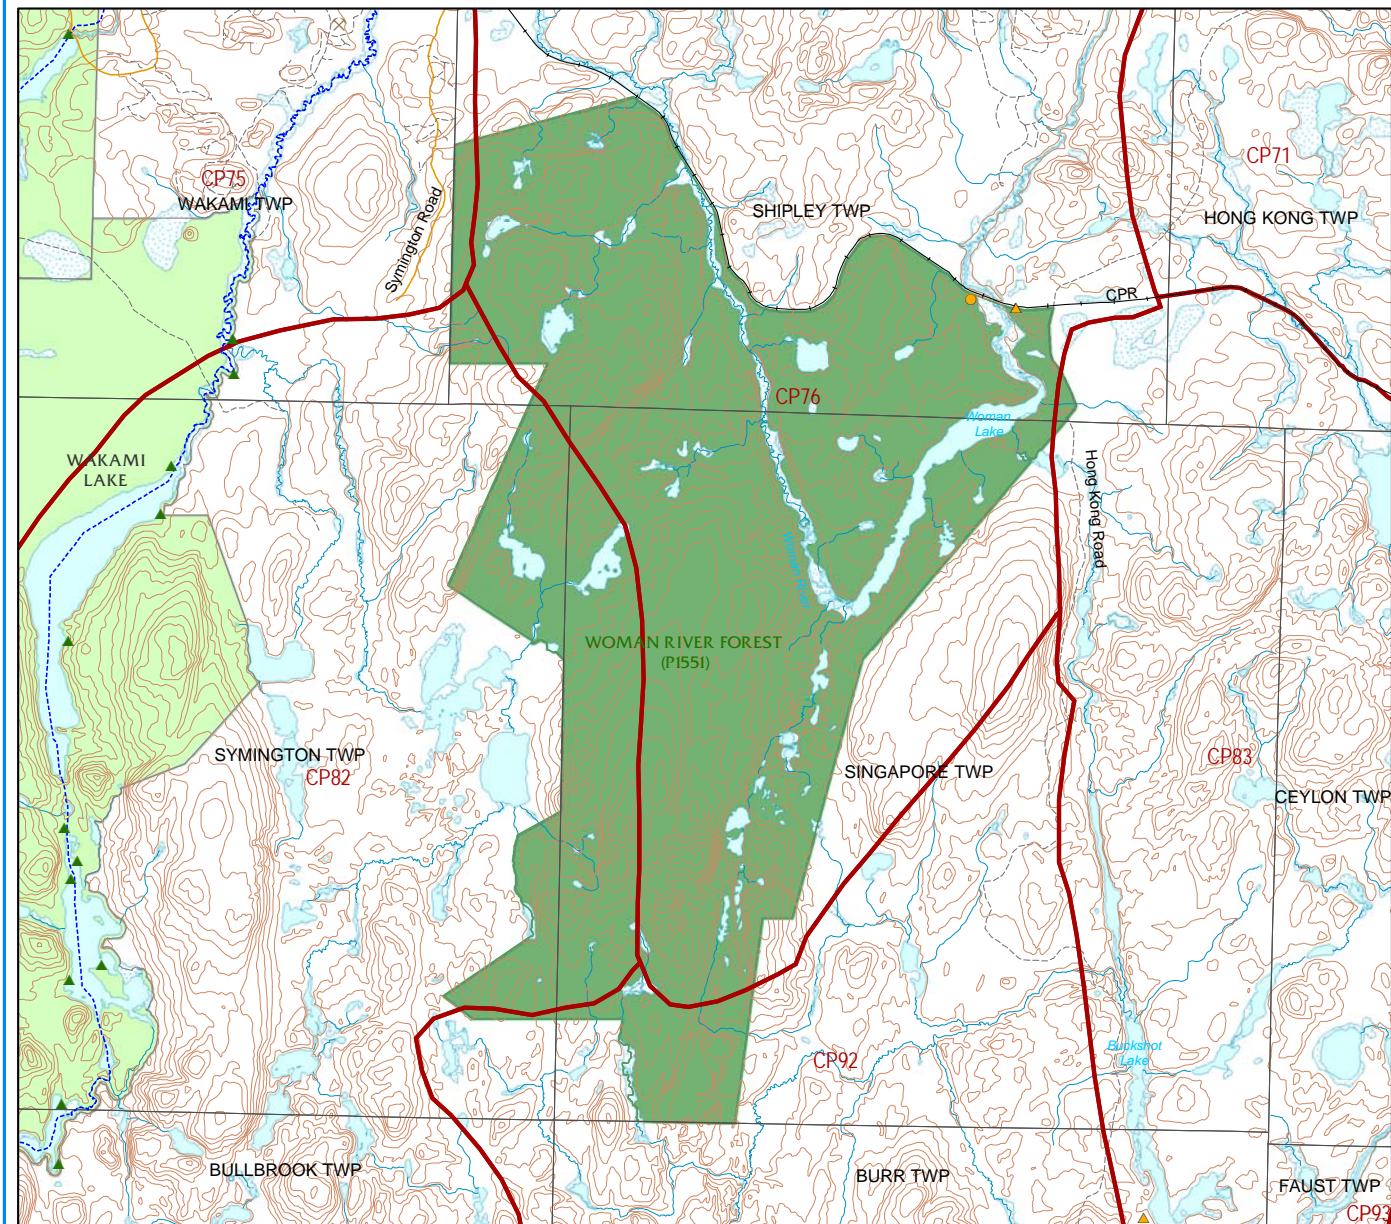 CP75
WAKAMI TWP
Symington Road
SHIPLEY TWP
CP71
HONG KONG TWP
CPR
CP76
Woman
Lake
WAKAMI
LAKE
Hong Kong Road
Woman River
WOMAN RIVER FOREST
(P1551)
SYMINGTON TWP
CP82
SINGAPORE TWP
CP83
CEYLON TWP
Buckshot
Lake
CP92
BULLBROOK TWP
BURR TWP
FAUST TWP
CP93